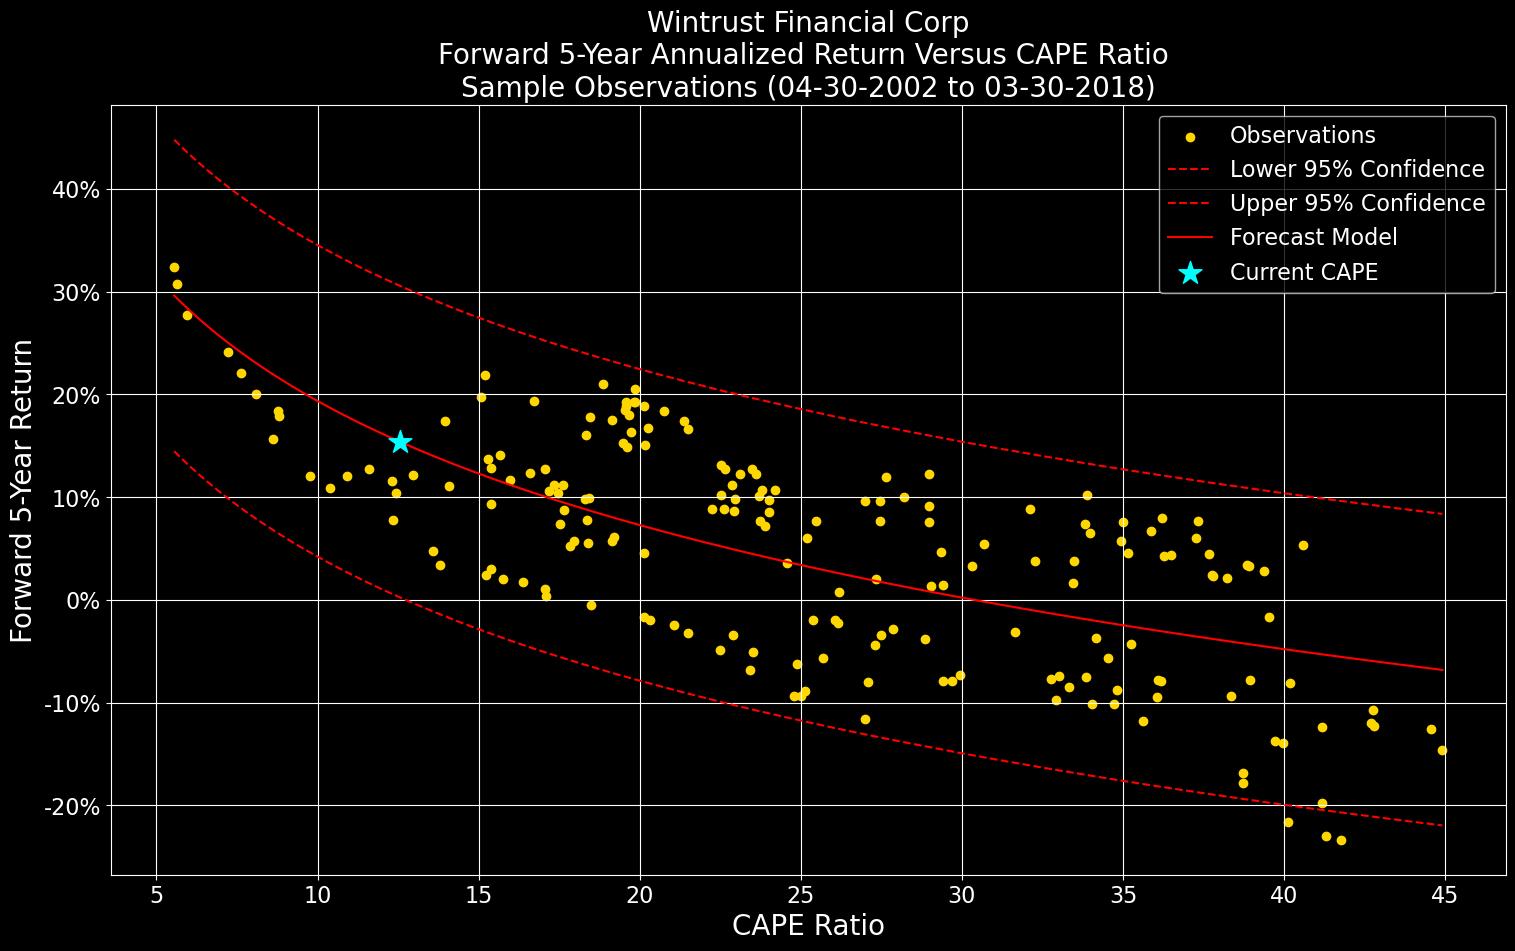 Wintrust Financial Corp
Forward 5-Year Annualized Return Versus CAPE Ratio
Sample Observations (04-30-2002 to 03-30-2018)
Observations
Lower 95% Confidence
Upper 95% Confidence
Forecast Model
Current CAPE
Forward 5-Year Return
40%
30%
20%
10%
0%
-10%
-20%
5 10 15 20 25 30 35 40 45
CAPE Ratio